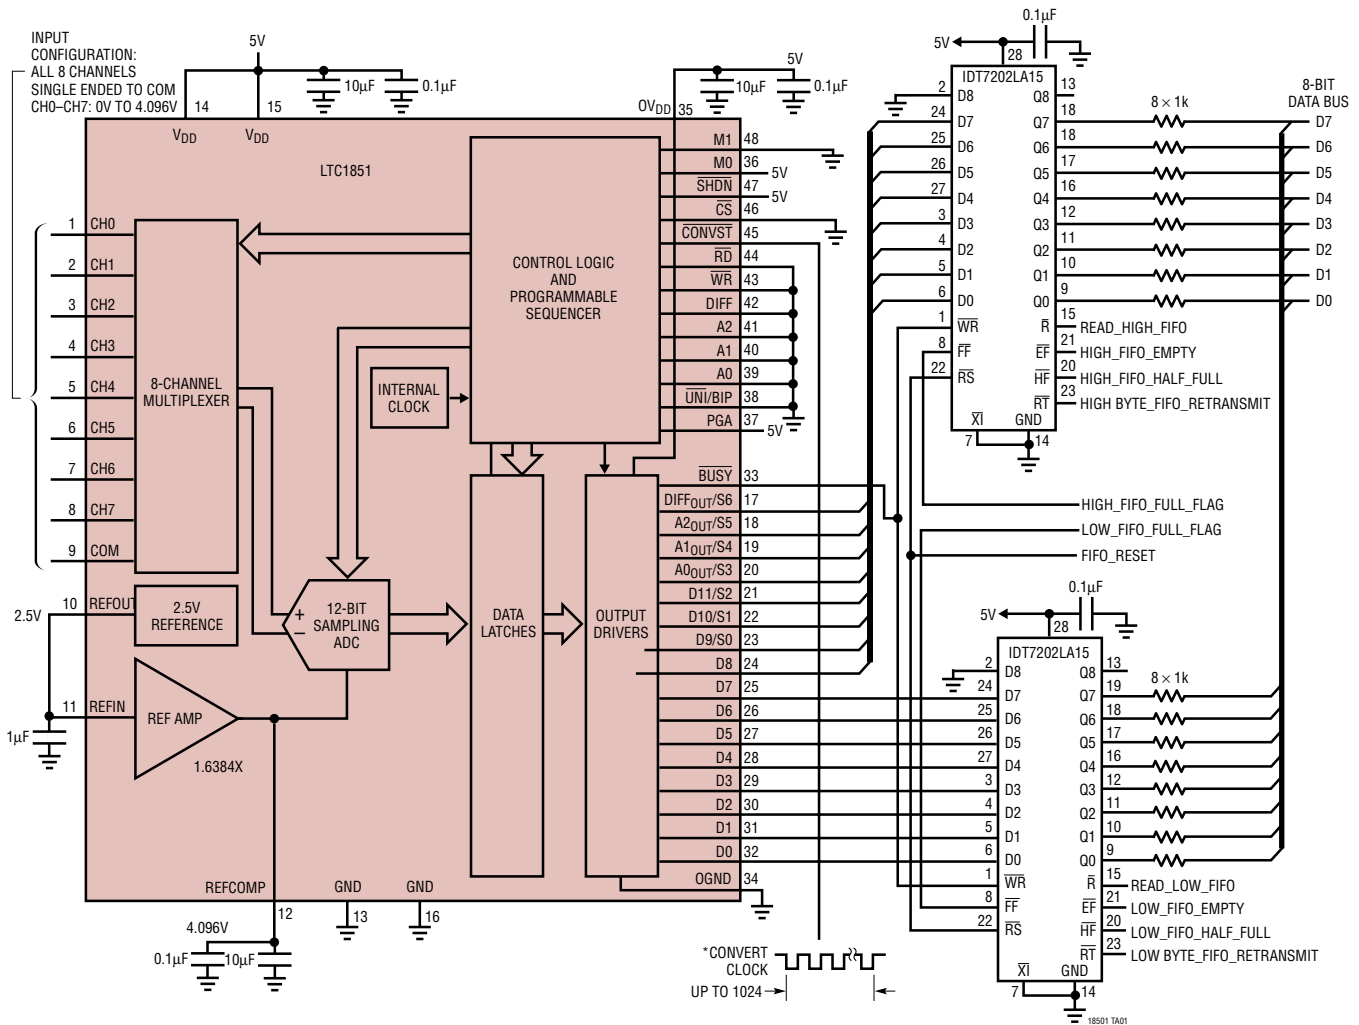 INPUT
CONFIGURATION:
ALL 8 CHANNELS
SINGLE ENDED TO COM
CH0–CH7: 0V TO 4.096V
5V
10µF
0.1µF
14
15
VDD
VDD
LTC1851
5V
10µF
0.1µF
OVDD 35
M1 48
M0 36
5V
SHDN 47
5V
CS 46
CONVST 45
RD 44
WR 43
DIFF 42
A2 41
A1 40
A0 39
UNI/BIP 38
PGA 37
5V
CONTROL LOGIC
AND
PROGRAMMABLE
SEQUENCER
INTERNAL
CLOCK
1 CH0
2 CH1
3 CH2
4 CH3
5 CH4
6 CH5
7 CH6
8 CH7
9 COM
8-CHANNEL
MULTIPLEXER
2.5V
10 REFOUT
2.5V
REFERENCE
11 REFIN
1µF
REF AMP
1.6384X
+
–
12-BIT
SAMPLING
ADC
DATA
LATCHES
OUTPUT
DRIVERS
BUSY 33
DIFFOUT/S6 17
A2OUT/S5 18
A1OUT/S4 19
A0OUT/S3 20
D11/S2 21
D10/S1 22
D9/S0 23
D8 24
D7 25
D6 26
D5 27
D4 28
D3 29
D2 30
D1 31
D0 32
OGND 34
REFCOMP
12
GND
13
GND
16
4.096V
0.1µF
10µF
*CONVERT
CLOCK
UP TO 1024
0.1µF
5V
28
IDT7202LA15
2 D8
24 D7
25 D6
26 D5
27 D4
3 D3
4 D2
5 D1
6 D0
1 WR
8 FF
22 RS
Q8 13
Q7 18
Q6 18
Q5 17
Q4 16
Q3 12
Q2 11
Q1 10
Q0 9
R 15 READ_HIGH_FIFO
EF 21 HIGH_FIFO_EMPTY
HF 20 HIGH_FIFO_HALF_FULL
RT 23 HIGH BYTE_FIFO_RETRANSMIT
XI
GND
7
14
8 × 1k
8-BIT
DATA BUS
D7
D6
D5
D4
D3
D2
D1
D0
HIGH_FIFO_FULL_FLAG
LOW_FIFO_FULL_FLAG
FIFO_RESET
0.1µF
5V
28
IDT7202LA15
2 D8
24 D7
25 D6
26 D5
27 D4
3 D3
4 D2
5 D1
6 D0
1 WR
8 FF
22 RS
Q8 13
Q7 19
Q6 18
Q5 17
Q4 16
Q3 12
Q2 11
Q1 10
Q0 9
8 × 1k
R 15 READ_LOW_FIFO
EF 21 LOW_FIFO_EMPTY
HF 20 LOW_FIFO_HALF_FULL
RT 23 LOW BYTE_FIFO_RETRANSMIT
XI
GND
7
14
18501 TA01